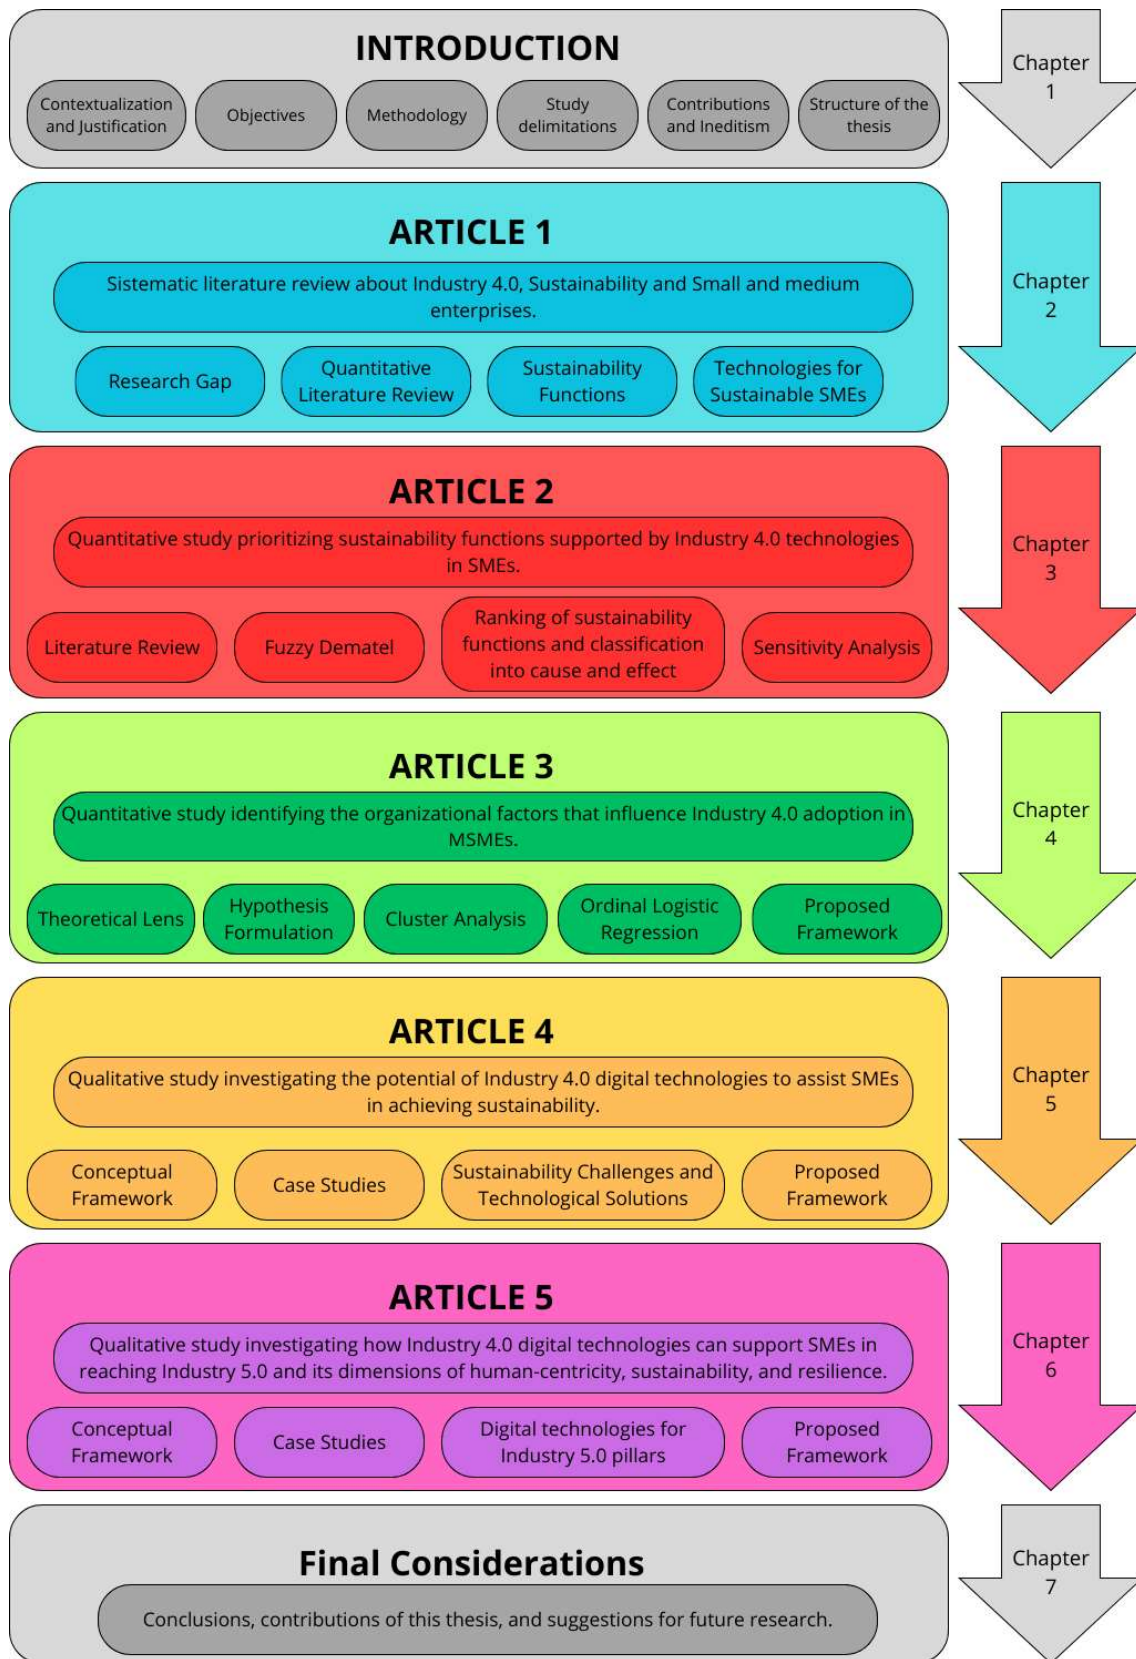 INTRODUCTION
Contextualization
and Justification
Objectives
Methodology
Study
delimitations
Contributions
and Ineditism
Structure of the
thesis
Chapter
1
ARTICLE 1
Sistematic literature review about Industry 4.0, Sustainability and Small and medium
enterprises.
Research Gap
Quantitative
Literature Review
Sustainability
Functions
Technologies for
Sustainable SMEs
Chapter
2
ARTICLE 2
Quantitative study prioritizing sustainability functions supported by Industry 4.0 technologies
in SMEs.
Literature Review
Fuzzy Dematel
Ranking of sustainability
functions and classification
into cause and effect
Sensitivity Analysis
Chapter
3
ARTICLE 3
Quantitative study identifying the organizational factors that influence Industry 4.0 adoption in
MSMEs.
Theoretical Lens
Hypothesis
Formulation
Cluster Analysis
Ordinal Logistic
Regression
Proposed
Framework
Chapter
4
ARTICLE 4
Qualitative study investigating the potential of Industry 4.0 digital technologies to assist SMEs
in achieving sustainability.
Conceptual
Framework
Case Studies
Sustainability Challenges and
Technological Solutions
Proposed
Framework
Chapter
5
ARTICLE 5
Qualitative study investigating how Industry 4.0 digital technologies can support SMEs in
reaching Industry 5.0 and its dimensions of human-centricity, sustainability, and resilience.
Conceptual
Framework
Case Studies
Digital technologies for
Industry 5.0 pillars
Proposed
Framework
Chapter
6
Final Considerations
Conclusions, contributions of this thesis, and suggestions for future research.
Chapter
7